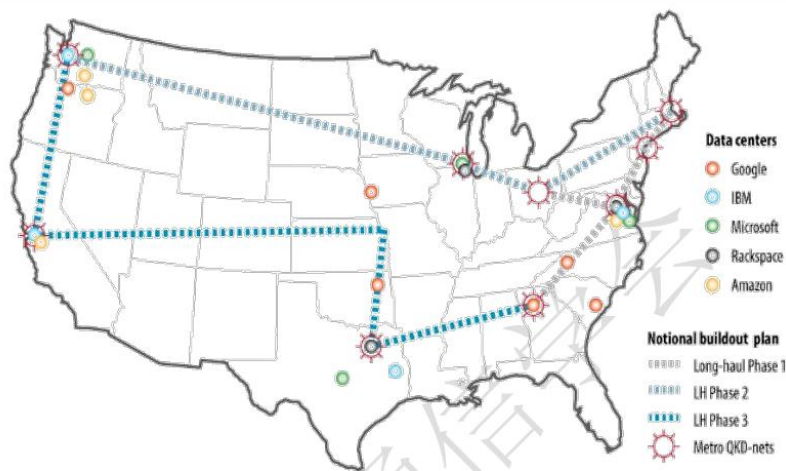 Data centers
Google
IBM
Microsoft
Rackspace
Amazon
Notional buildout plan
Long-haul Phase 1
LH Phase 2
LH Phase 3
Metro QKD-nets
信